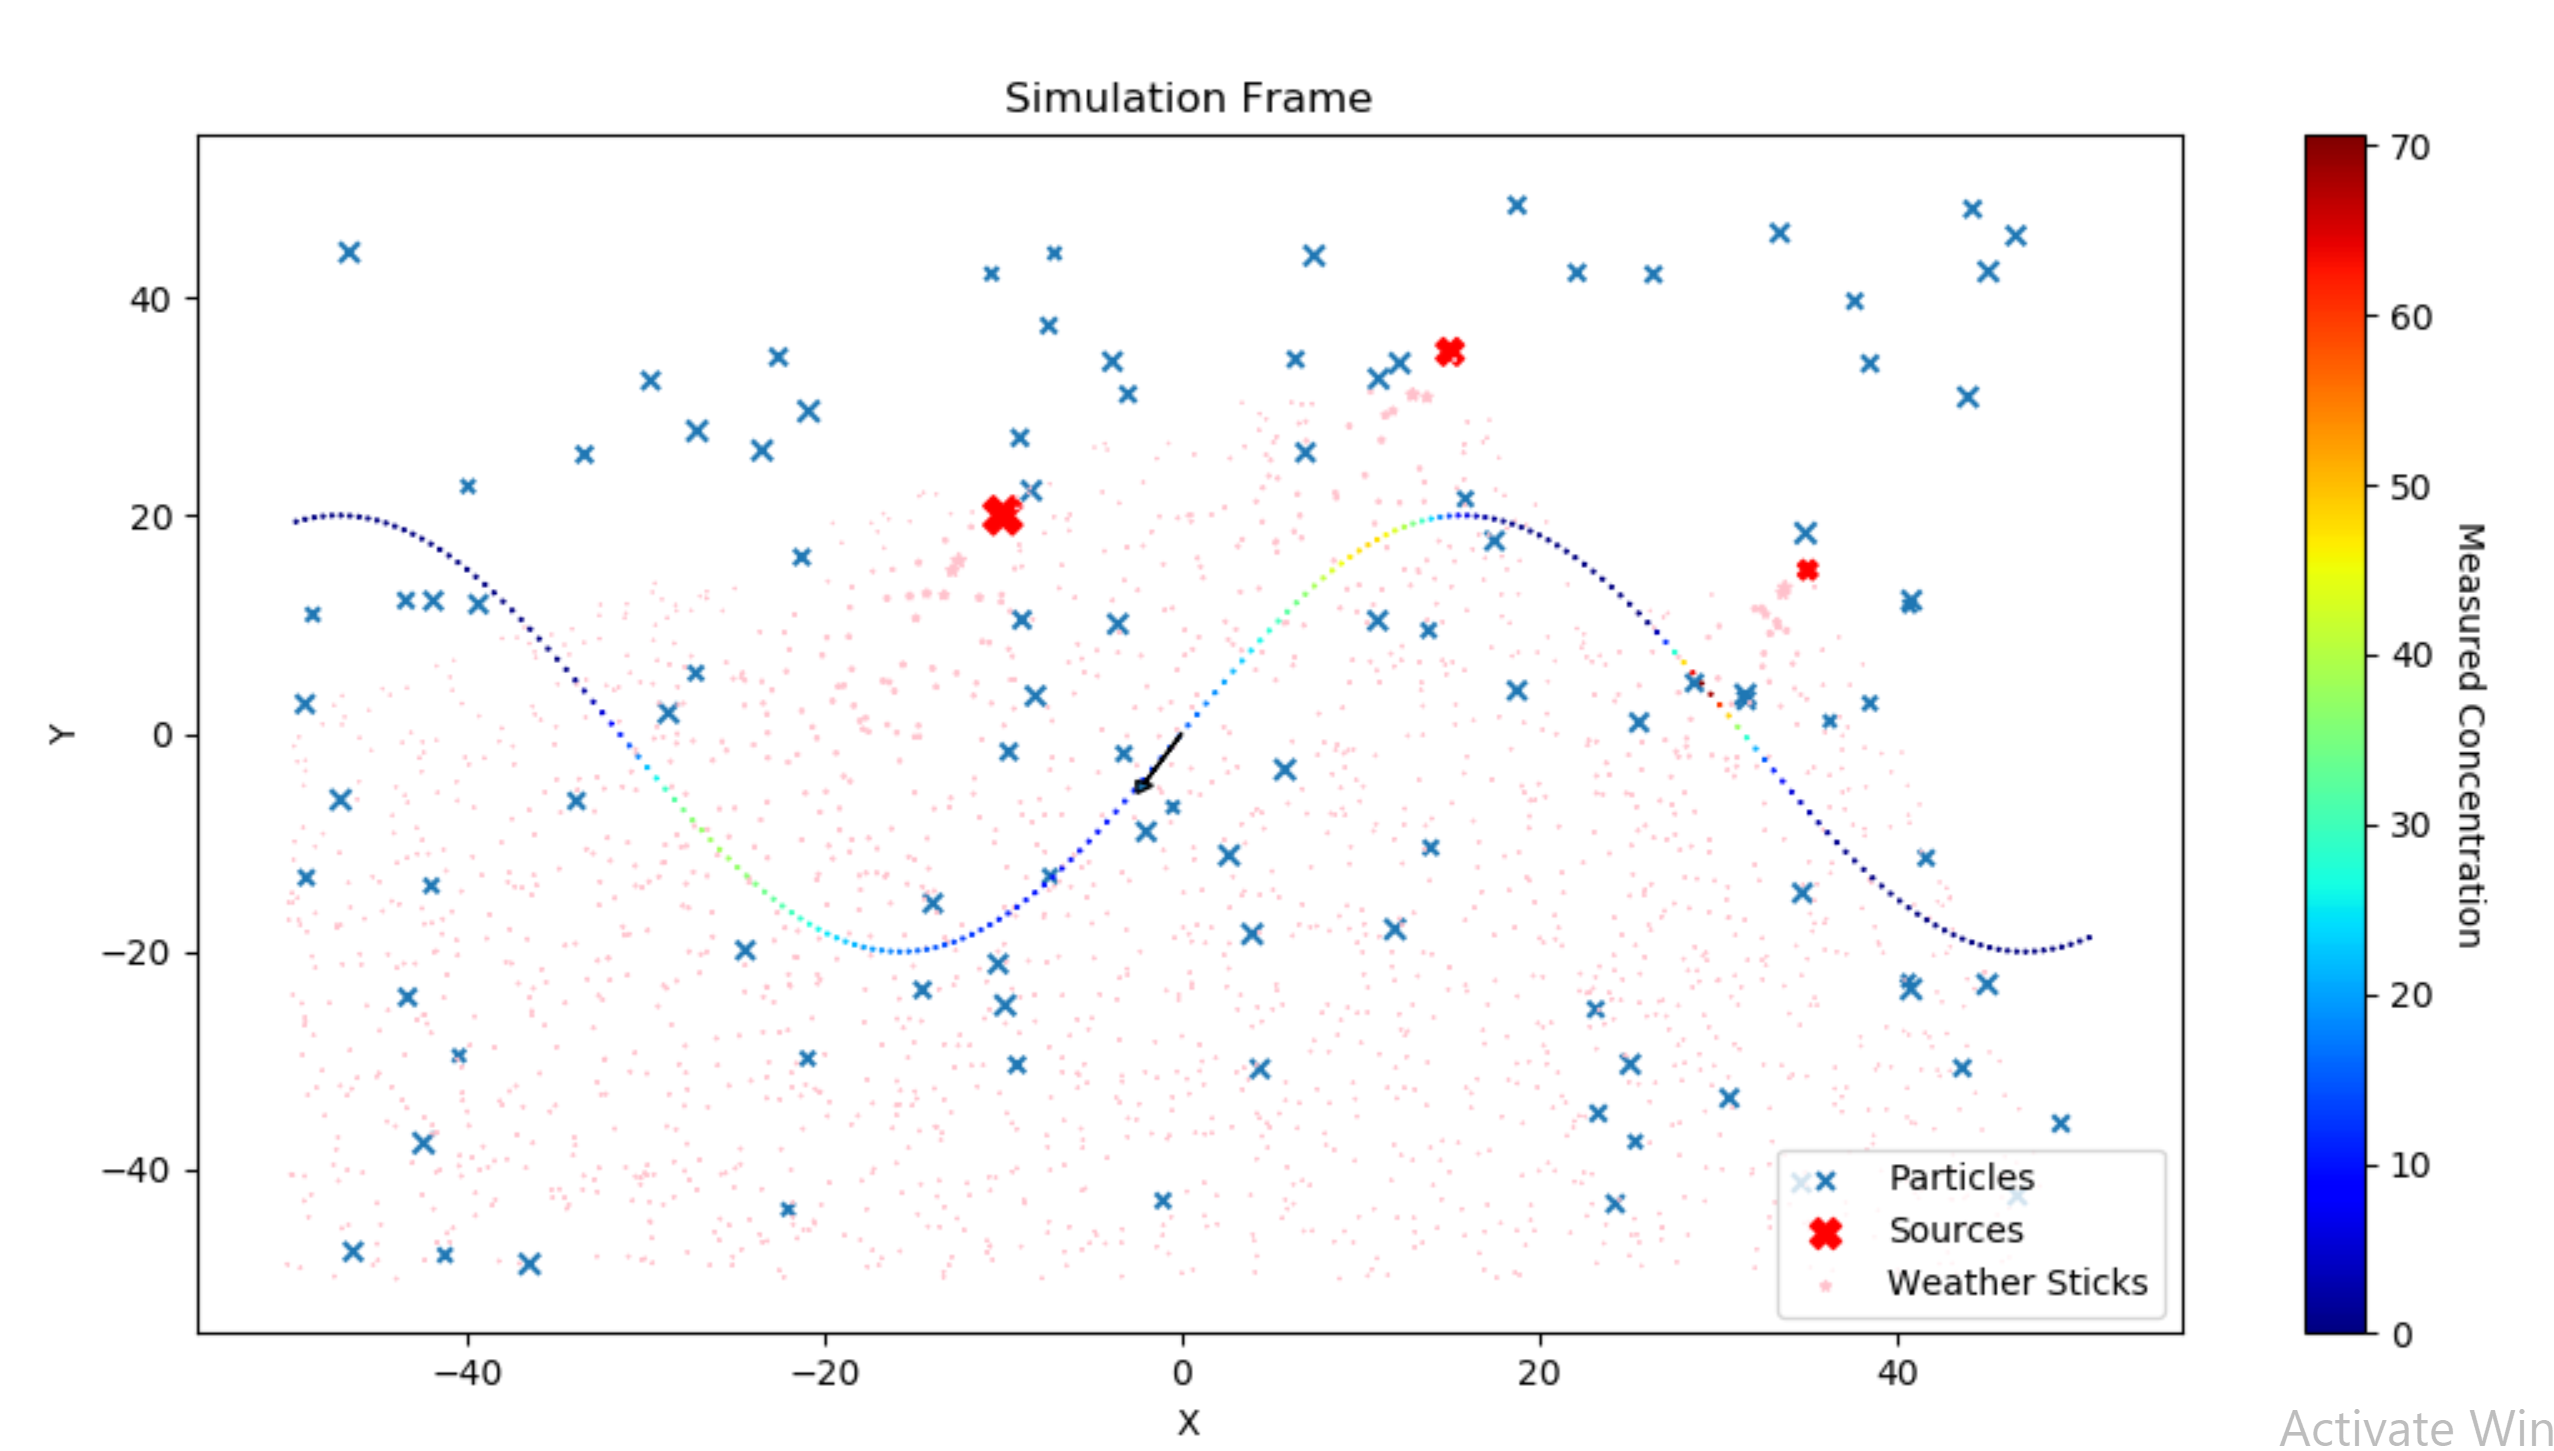 Simulation Frame
40
20
0
−20
−40
Y
−40
−20
0
20
40
X
Particles
Sources
Weather Sticks
70
60
50
40
30
20
10
0
Measured Concentration
Activate Win